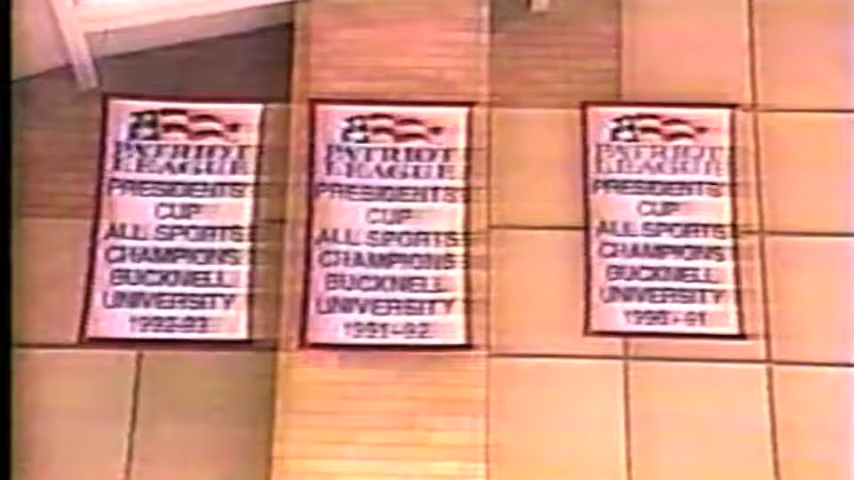 PATRIOT
LEAGUE
PRESIDENTS'
CUP
ALL SPORTS
CHAMPIONS
BUCKNELL
UNIVERSITY
1992-93
PATRIOT
LEAGUE
PRESIDENTS'
CUP
ALL SPORTS
CHAMPIONS
BUCKNELL
UNIVERSITY
1991-92
PATRIOT
LEAGUE
PRESIDENTS'
CUP
ALL SPORTS
CHAMPIONS
BUCKNELL
UNIVERSITY
1990-91